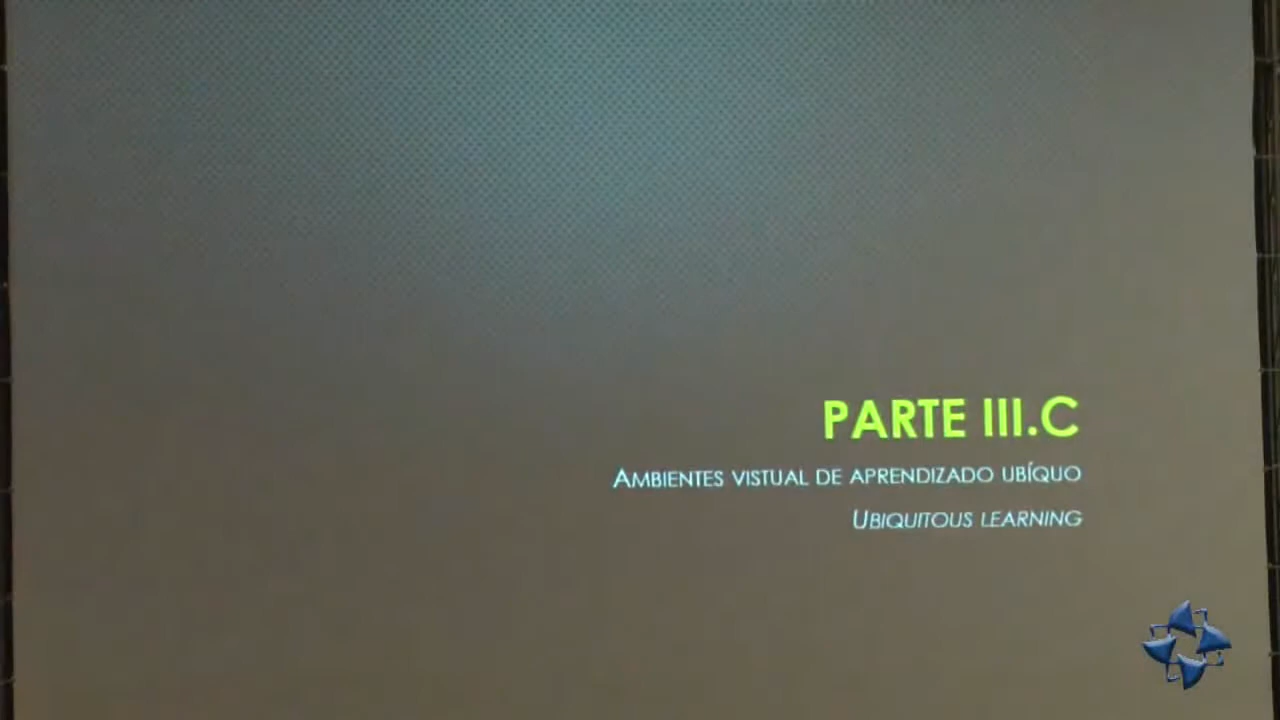 PARTE III.C
AMBIENTES VISTUAL DE APRENDIZADO UBÍQUO
UBIQUITOUS LEARNING